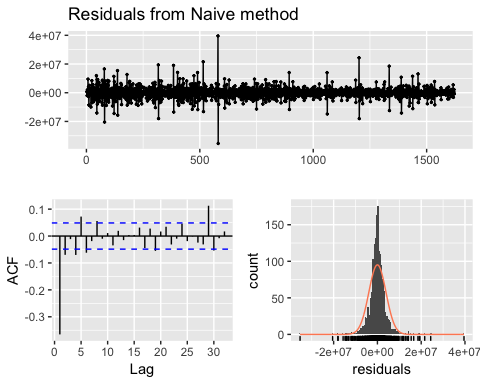 Residuals from Naive method
4e+07
2e+07
0e+00
-2e+07
0
500
1000
1500
0.1
0.0
-0.1
-0.2
-0.3
ACF
0 5 10 15 20 25 30
Lag
150
100
50
0
count
-2e+07 0e+00 2e+07 4e+07
residuals